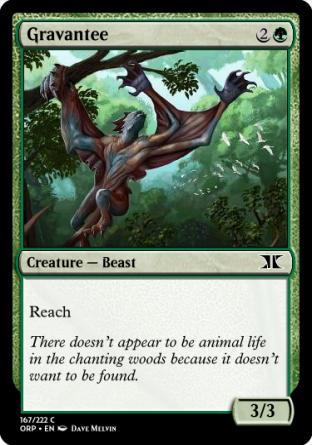 Gravantee 2
Creature — Beast
Reach
There doesn't appear to be animal life
in the chanting woods because it doesn't
want to be found.
3/3
167/222 C
ORP • EN Dave Melvin